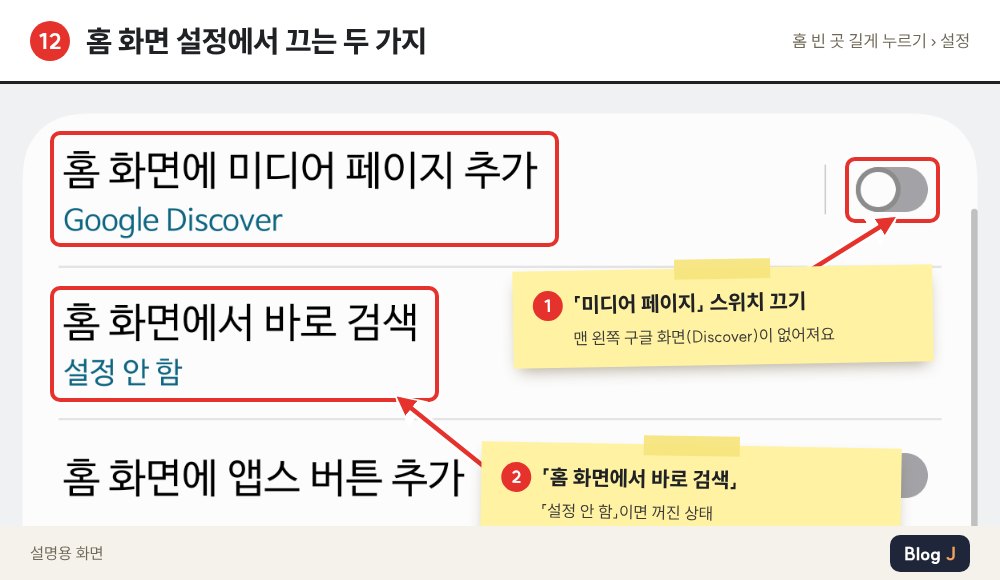 12 홈 화면 설정에서 끄는 두 가지
홈 빈 곳 길게 누르기 › 설정
홈 화면에 미디어 페이지 추가
Google Discover
1 「미디어 페이지」 스위치 끄기
맨 왼쪽 구글 화면(Discover)이 없어져요
홈 화면에서 바로 검색
설정 안 함
홈 화면에 앱스 버튼 추가
2 「홈 화면에서 바로 검색」
「설정 안 함」이면 꺼진 상태
설명용 화면
Blog J